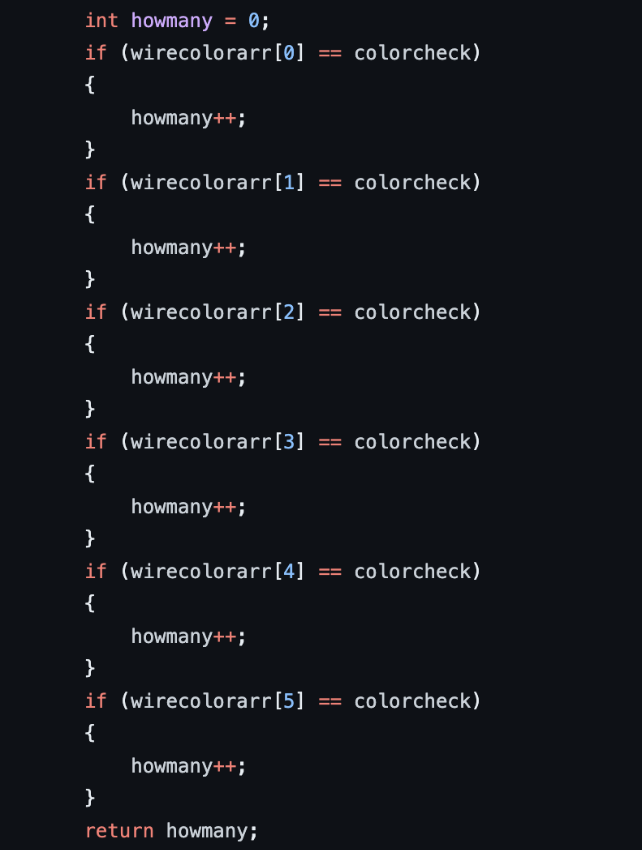 int howmany = 0;
if (wirecolorarr[0] == colorcheck)
{
howmany++;
}
if (wirecolorarr[1] == colorcheck)
{
howmany++;
}
if (wirecolorarr[2] == colorcheck)
{
howmany++;
}
if (wirecolorarr[3] == colorcheck)
{
howmany++;
}
if (wirecolorarr[4] == colorcheck)
{
howmany++;
}
if (wirecolorarr[5] == colorcheck)
{
howmany++;
}
return howmany;